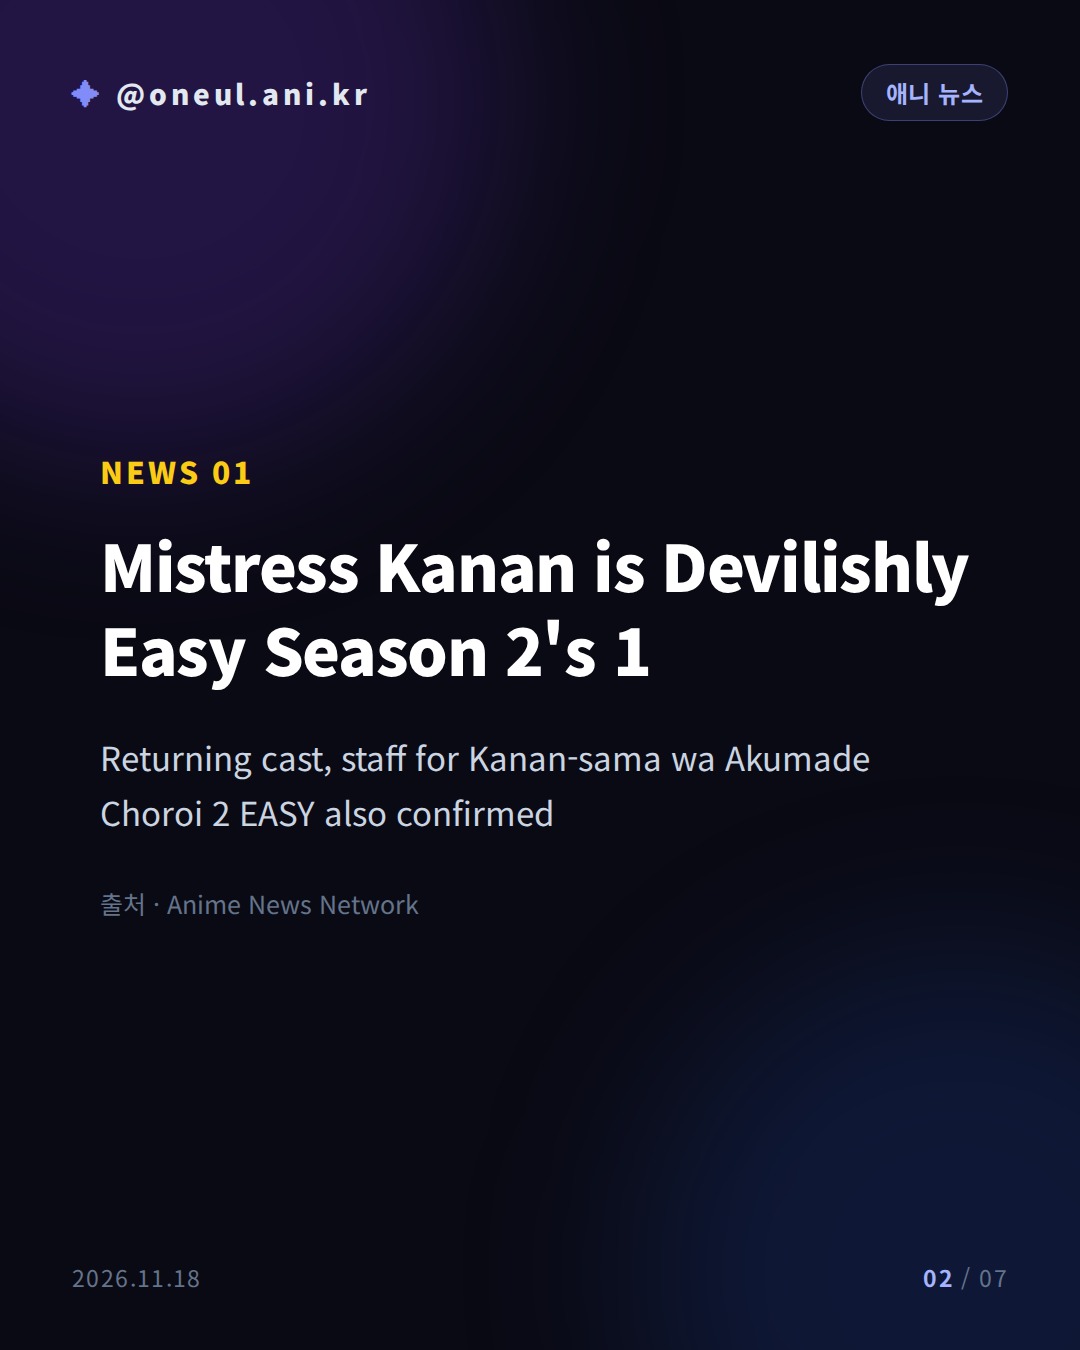 @oneul.ani.kr
애니 뉴스
NEWS 01
Mistress Kanan is Devilishly
Easy Season 2's 1
Returning cast, staff for Kanan-sama wa Akumade
Choroi 2 EASY also confirmed
출처 · Anime News Network
2026.11.18
02 / 07